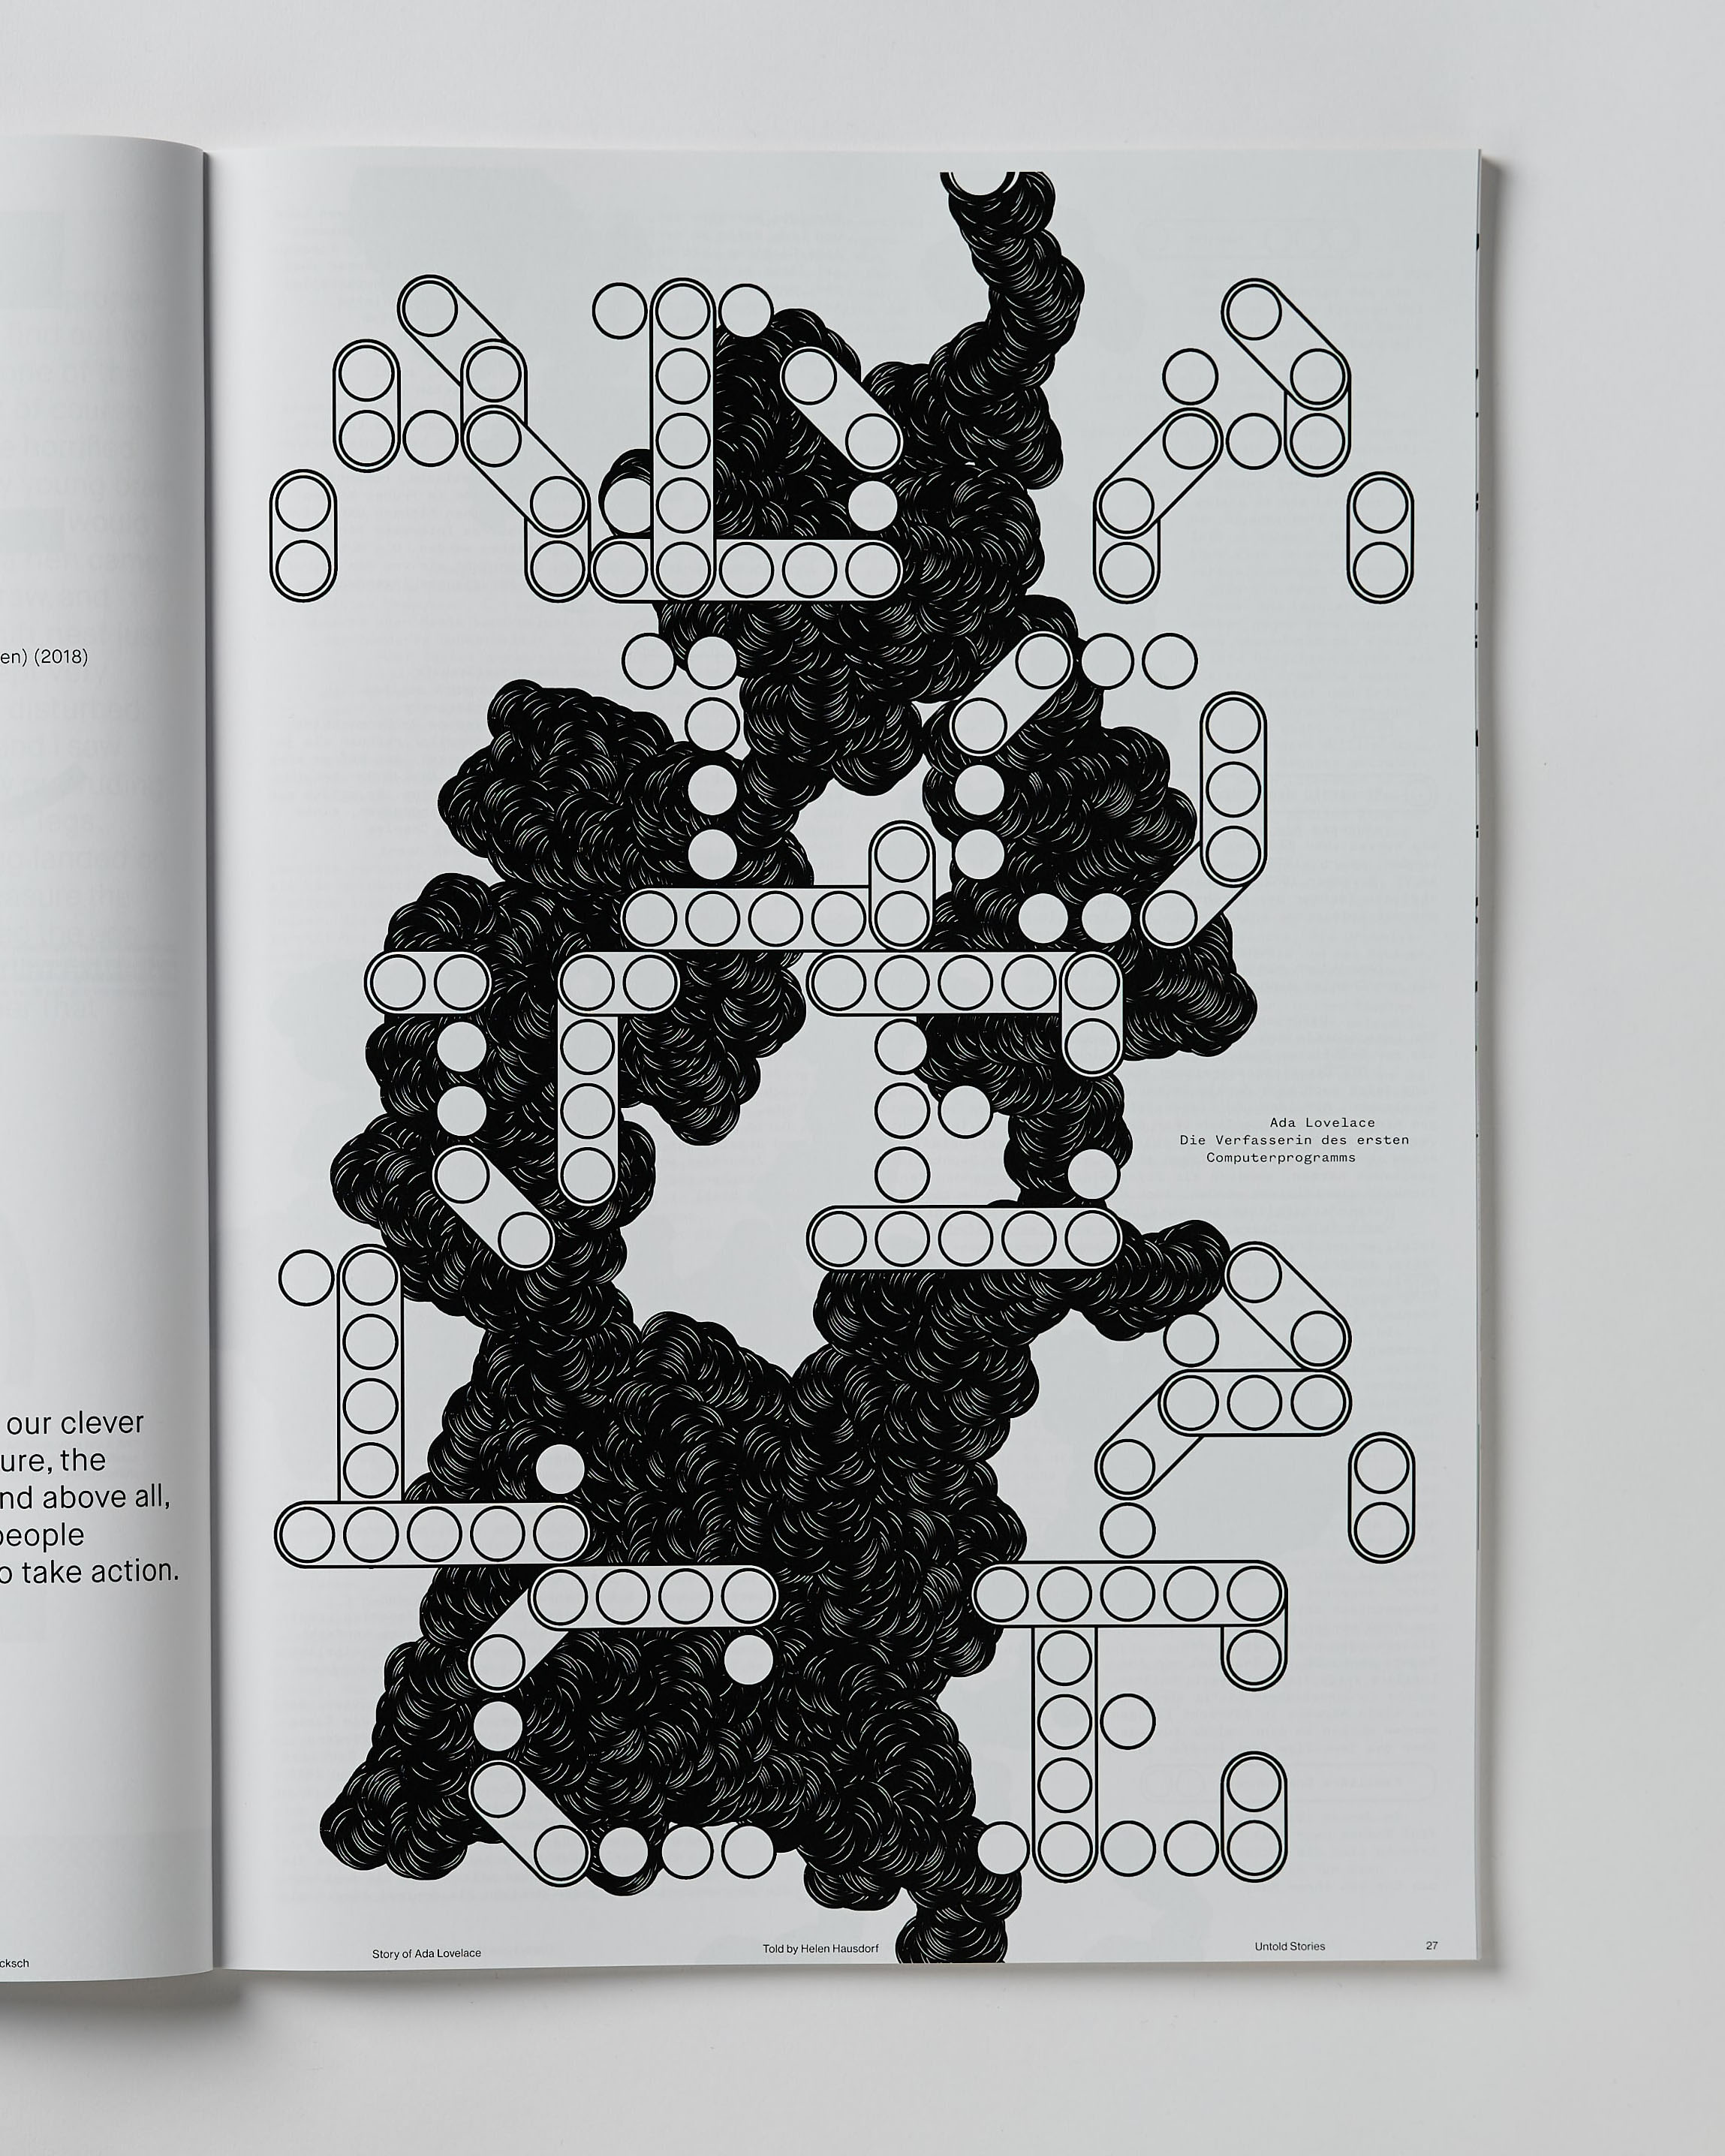 A D A
L O
V E
L A
C E
en) (2018)
our clever
ure, the
nd above all,
people
o take action.
cksch
Ada Lovelace
Die Verfasserin des ersten
Computerprogramms
Story of Ada Lovelace
Told by Helen Hausdorf
Untold Stories
27